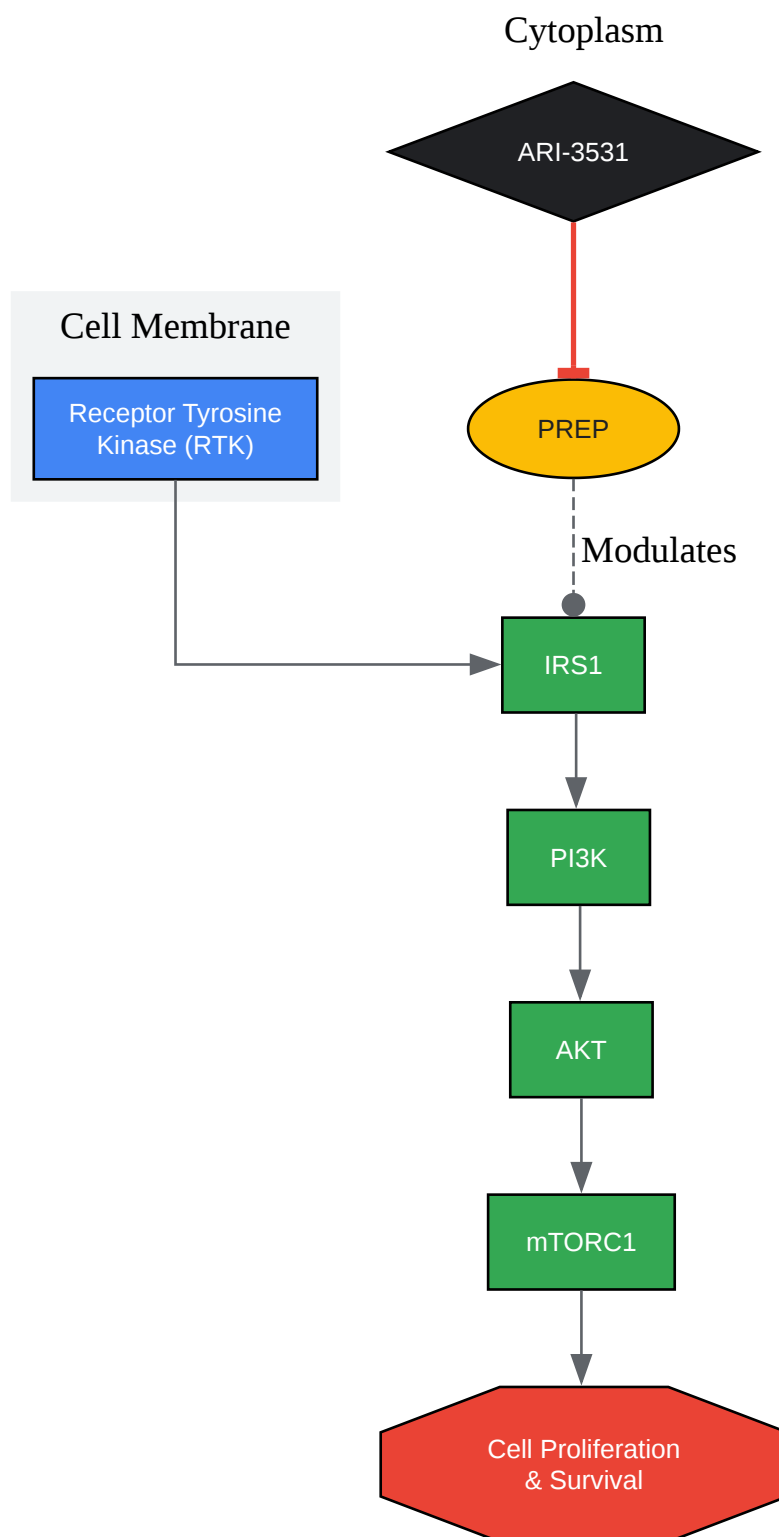 Cytoplasm
ARI-3531
Cell Membrane
Receptor Tyrosine
Kinase (RTK)
PREP
Modulates
IRS1
PI3K
AKT
mTORC1
Cell Proliferation
& Survival